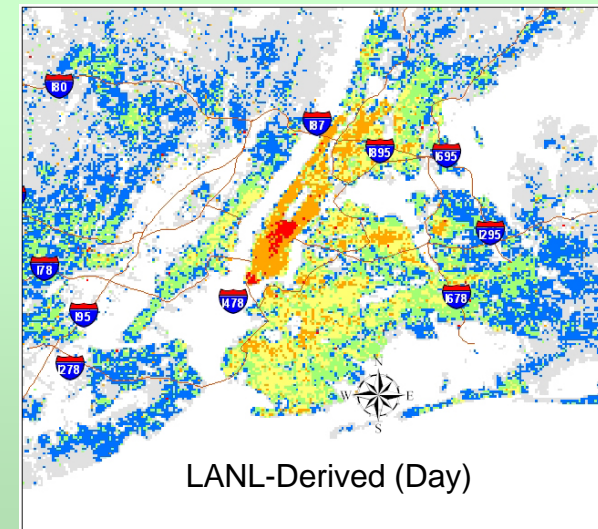 I80
I87
I895
I695
I295
I78
I678
I95
I478
I278
N
W E
S
LANL-Derived (Day)